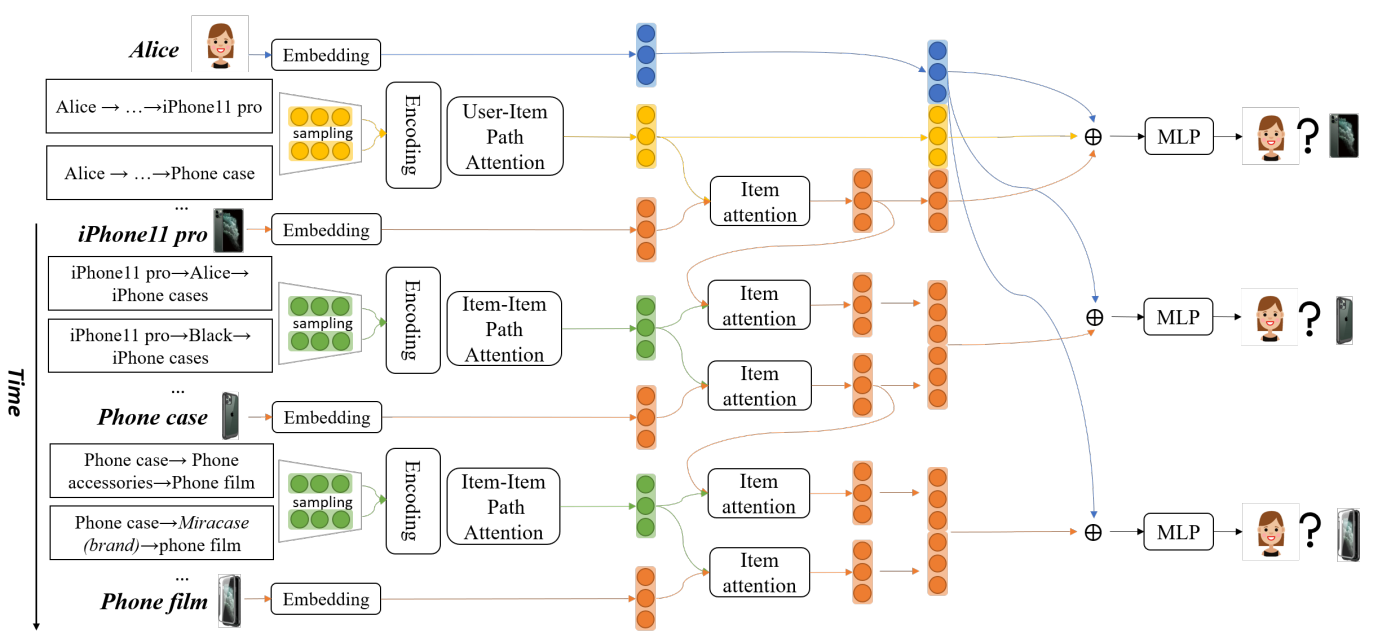 Alice
Embedding
Alice → …→iPhone11 pro
sampling
Encoding
User-Item
Path
Attention
⊕
MLP
?
Alice → …→Phone case
...
Item
attention
iPhone11 pro
Embedding
iPhone11 pro→Alice→
iPhone cases
sampling
Encoding
Item-Item
Path
Attention
Item
attention
⊕
MLP
?
iPhone11 pro→Black→
iPhone cases
...
Item
attention
Time
Phone case
Embedding
Phone case→ Phone
accessories→Phone film
sampling
Encoding
Item-Item
Path
Attention
Item
attention
⊕
MLP
?
Phone case→Miracase
(brand)→phone film
...
Item
attention
Phone film
Embedding